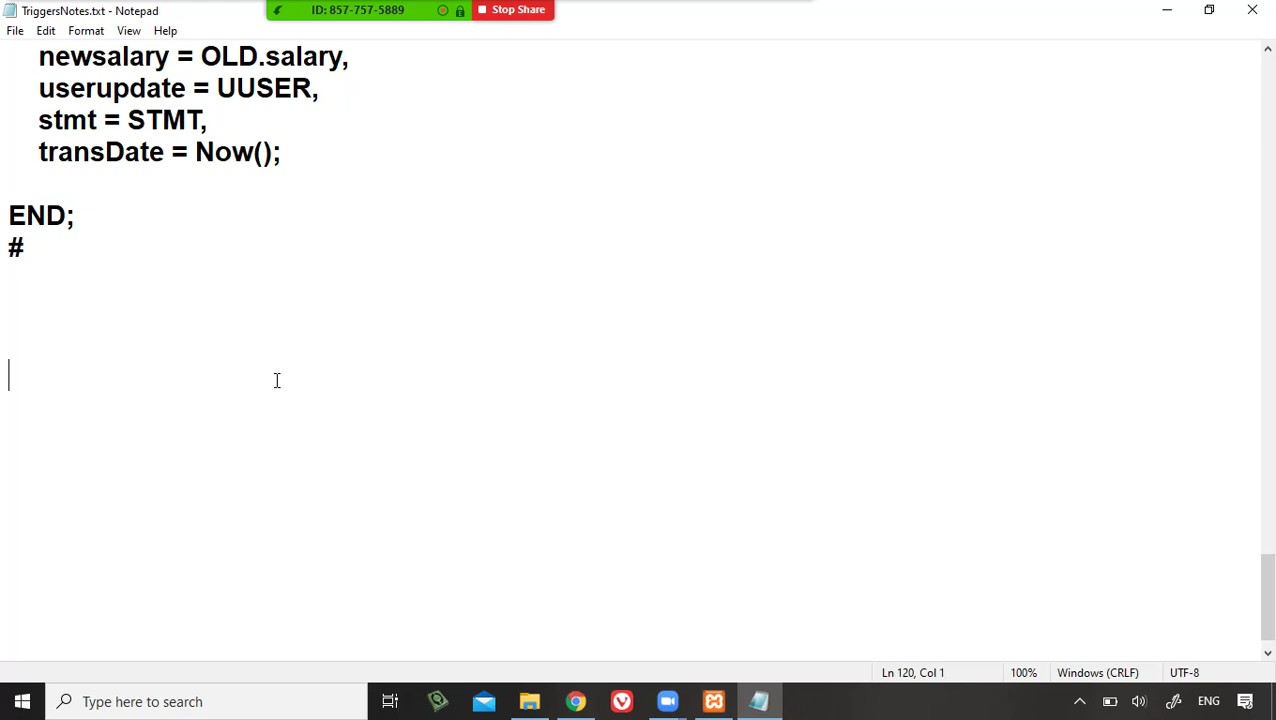 TriggersNotes.txt - Notepad
ID: 857-757-5889
Stop Share
File Edit Format View Help
newsalary = OLD.salary,
userupdate = UUSER,
stmt = STMT,
transDate = Now();
END;
#
Ln 120, Col 1 100% Windows (CRLF) UTF-8
Type here to search
ENG